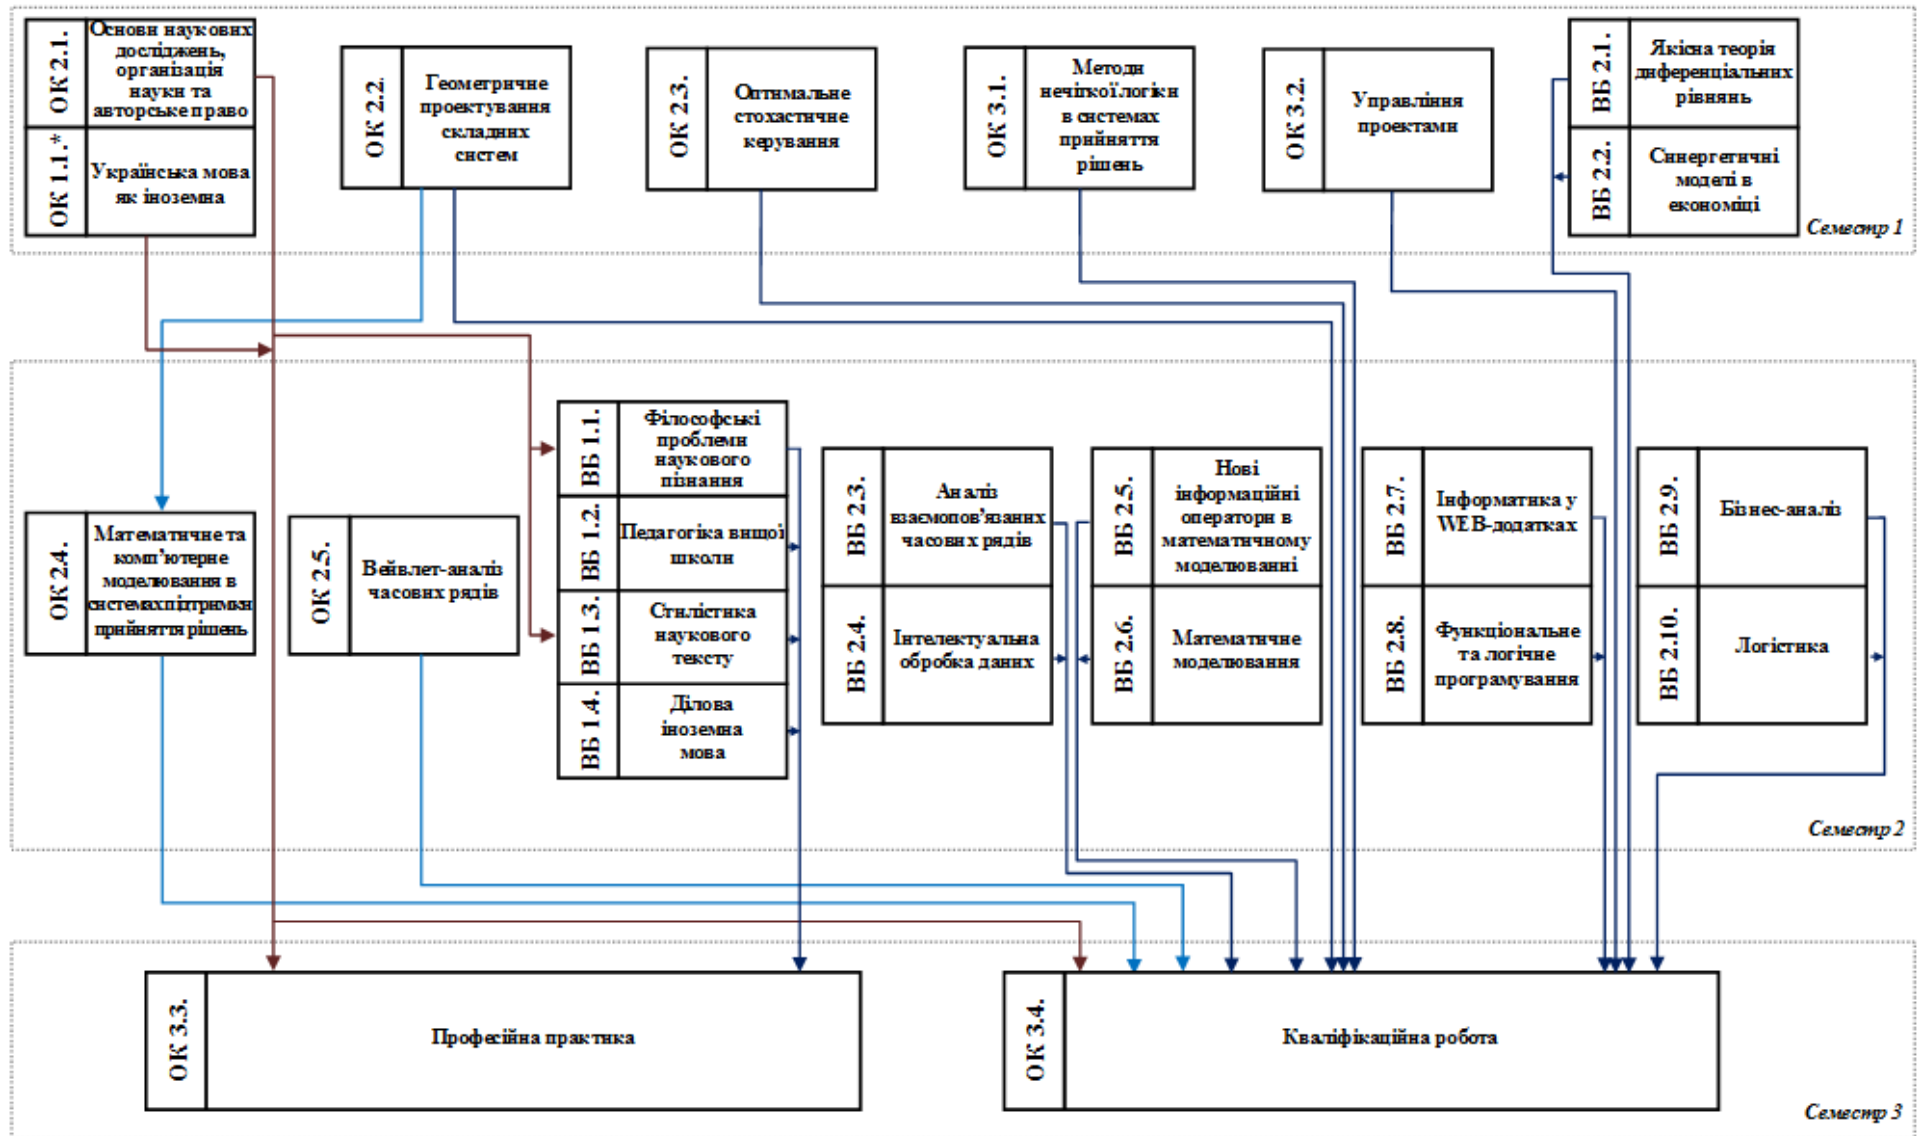 ОК 2.1.
Основи наукових
досліджень,
організація
науки та
авторське право
ОК 1.1.*
Українська мова
як іноземна
ОК 2.2.
Геометричне
проектування
складних
систем
ОК 2.3.
Оптимальне
стохастичне
керування
ОК 3.1.
Методи
нечіткої логіки
в системах
прийняття
рішень
ОК 3.2.
Управління
проектами
ВБ 2.1.
Якісна теорія
диференціальних
рівнянь
ВБ 2.2.
Синергетичні
моделі в
економіці
Семестр 1
ОК 2.4.
Математичне та
комп'ютерне
моделювання в
системах підтримки
прийняття рішень
ОК 2.5.
Вейвлет-аналіз
часових рядів
ВБ 1.1.
Філософські
проблеми
наукового
пізнання
ВБ 1.2.
Педагогіка вищої
школи
ВБ 1.3.
Стилістика
наукового
тексту
ВБ 1.4.
Ділова
іноземна
мова
ВБ 2.3.
Аналіз
взаємопов'язаних
часових рядів
ВБ 2.4.
Інтелектуальна
обробка даних
ВБ 2.5.
Нові
інформаційні
оператори в
математичному
моделюванні
ВБ 2.6.
Математичне
моделювання
ВБ 2.7.
Інформатика у
WEB-додатках
ВБ 2.8.
Функціональне
та логічне
програмування
ВБ 2.9.
Бізнес-аналіз
ВБ 2.10.
Логістика
Семестр 2
ОК 3.3.
Професійна практика
ОК 3.4.
Кваліфікаційна робота
Семестр 3